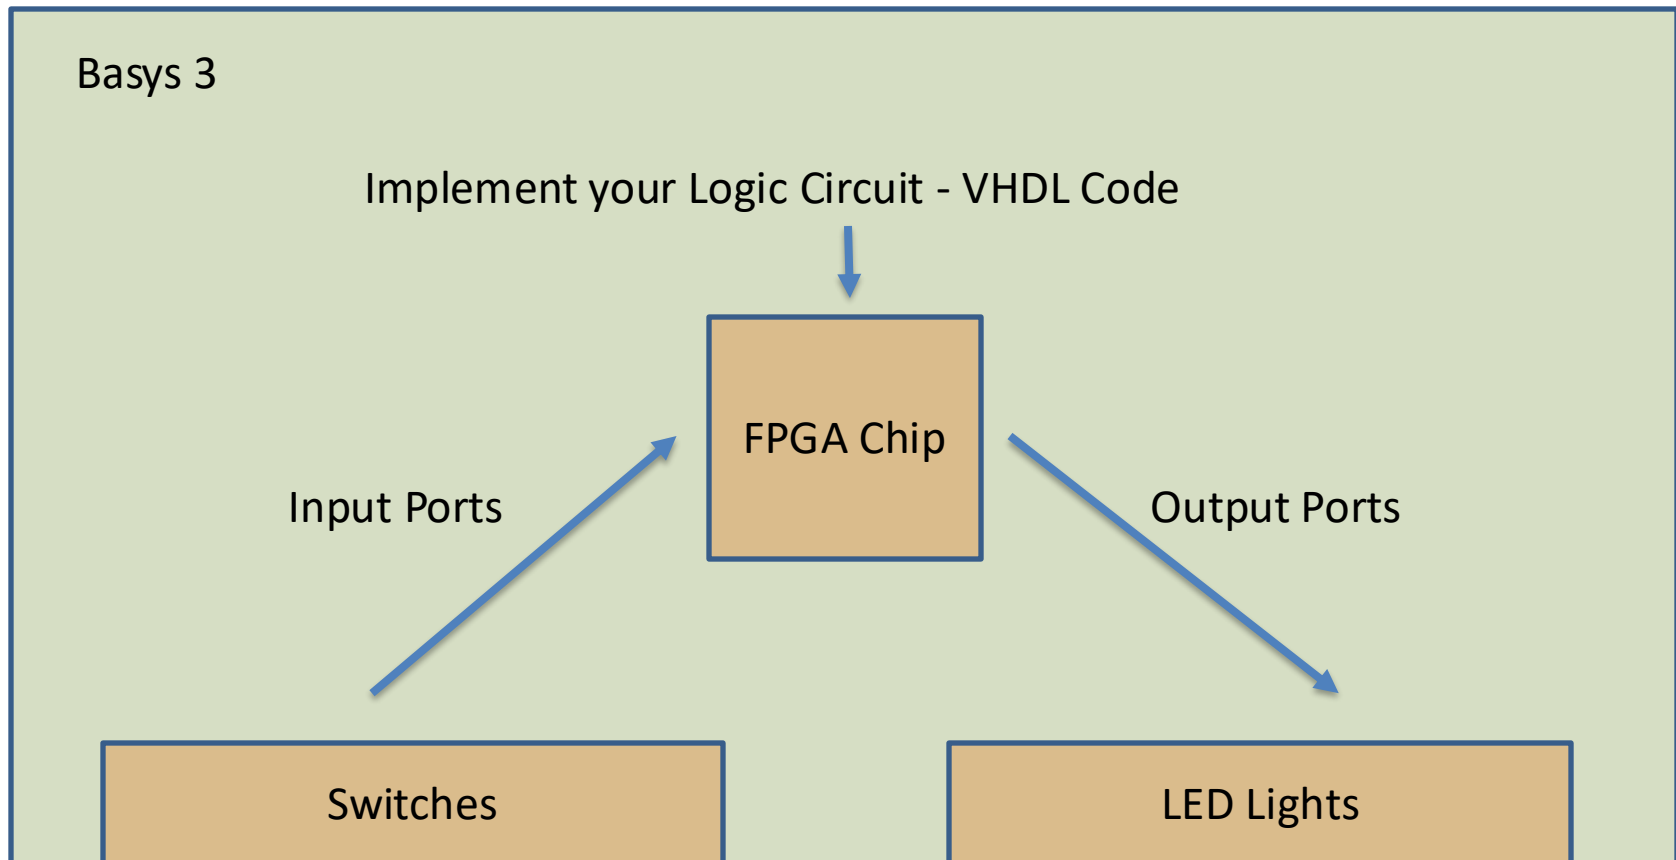 Basys 3
Implement your Logic Circuit - VHDL Code
FPGA Chip
Input Ports
Output Ports
Switches
LED Lights